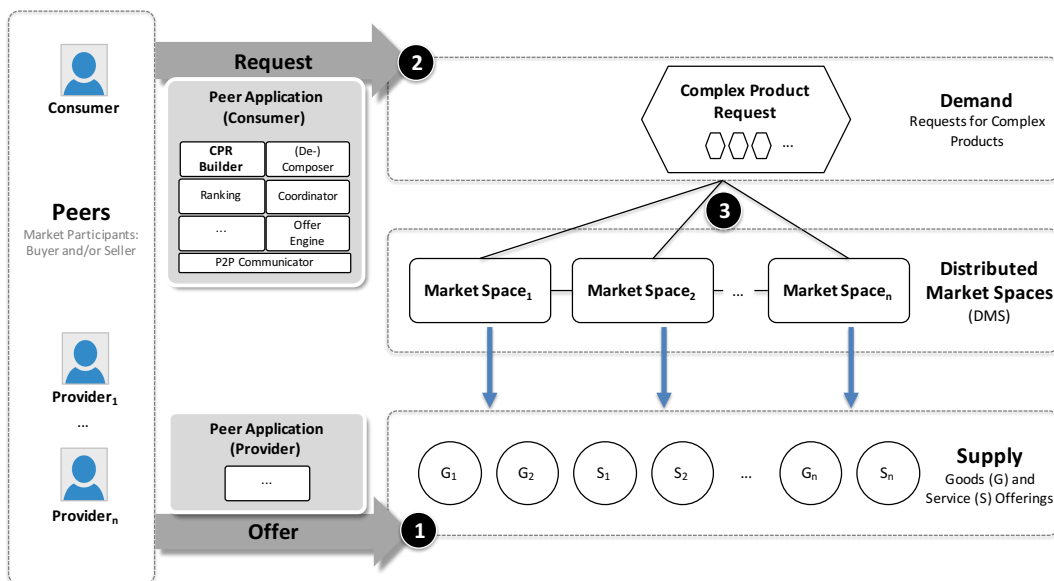 Consumer
Peers
Market Participants:
Buyer and/or Seller
Provider₁
...
Providerₙ
Request
2
Peer Application
(Consumer)
CPR
Builder
(De-)
Composer
Ranking
Coordinator
...
Offer
Engine
P2P Communicator
Peer Application
(Provider)
...
Offer
1
Complex Product
Request
...
Demand
Requests for Complex
Products
3
Market Space₁
Market Space₂
...
Market Spaceₙ
Distributed
Market Spaces
(DMS)
G₁
G₂
S₁
S₂
...
Gₙ
Sₙ
Supply
Goods (G) and
Service (S) Offerings